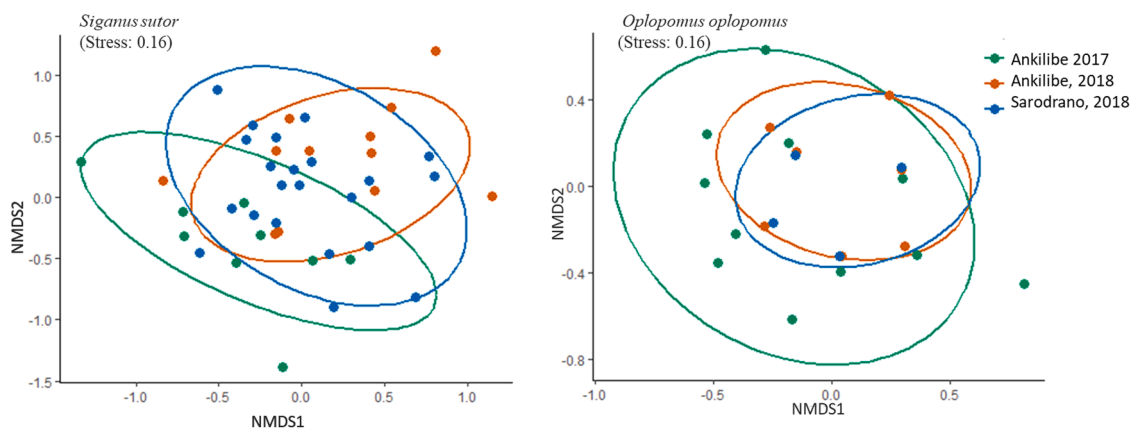 Siganus sutor
(Stress: 0.16)
1.0
0.5
0.0
-0.5
-1.0
-1.5
NMDS2
-1.0
-0.5
0.0
0.5
1.0
NMDS1
Oplopomus oplopomus
(Stress: 0.16)
0.4
0.0
-0.4
-0.8
NMDS2
-1.0
-0.5
0.0
0.5
NMDS1
Ankilibe 2017
Ankilibe, 2018
Sarodrano, 2018